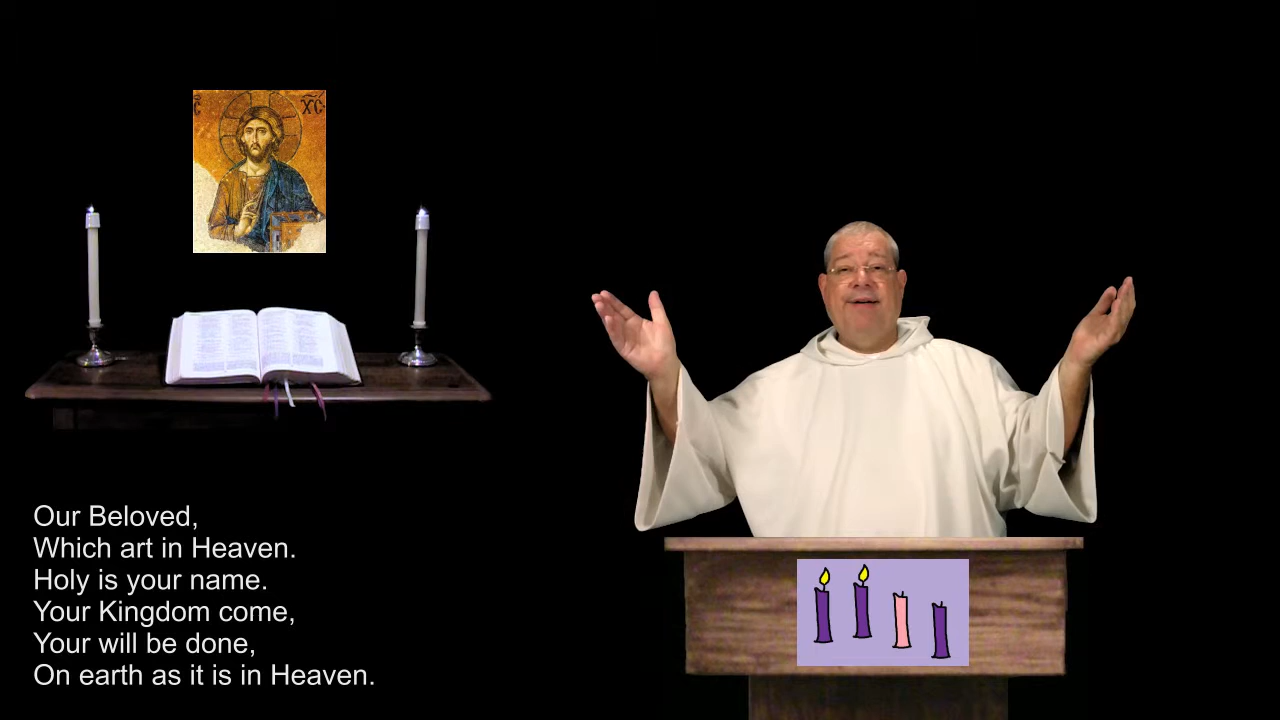 C
XC
Our Beloved,
Which art in Heaven.
Holy is your name.
Your Kingdom come,
Your will be done,
On earth as it is in Heaven.